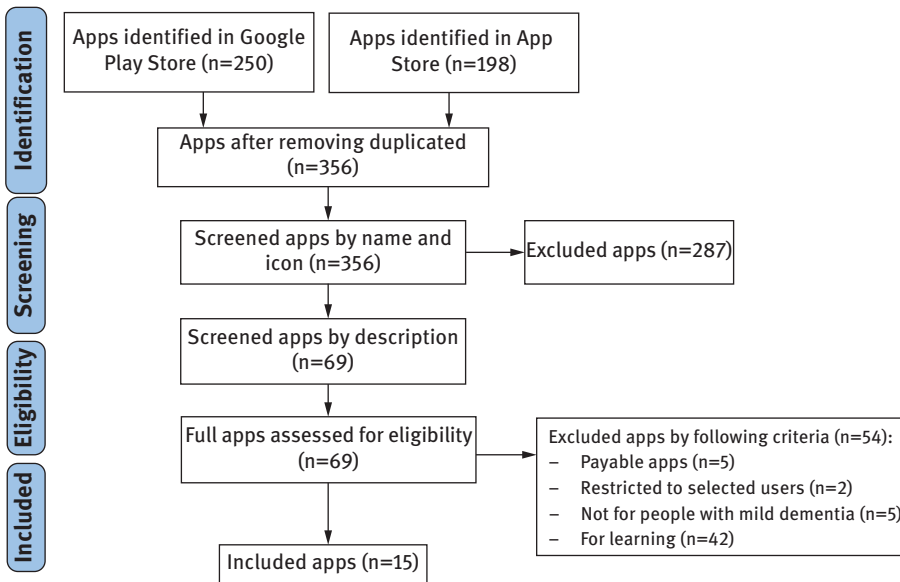 Identification
Apps identified in Google
Play Store (n=250)
Apps identified in App
Store (n=198)
Apps after removing duplicated
(n=356)
Screening
Screened apps by name and
icon (n=356)
Excluded apps (n=287)
Screened apps by description
(n=69)
Eligibility
Full apps assessed for eligibility
(n=69)
Excluded apps by following criteria (n=54):
– Payable apps (n=5)
– Restricted to selected users (n=2)
– Not for people with mild dementia (n=5)
– For learning (n=42)
Included
Included apps (n=15)